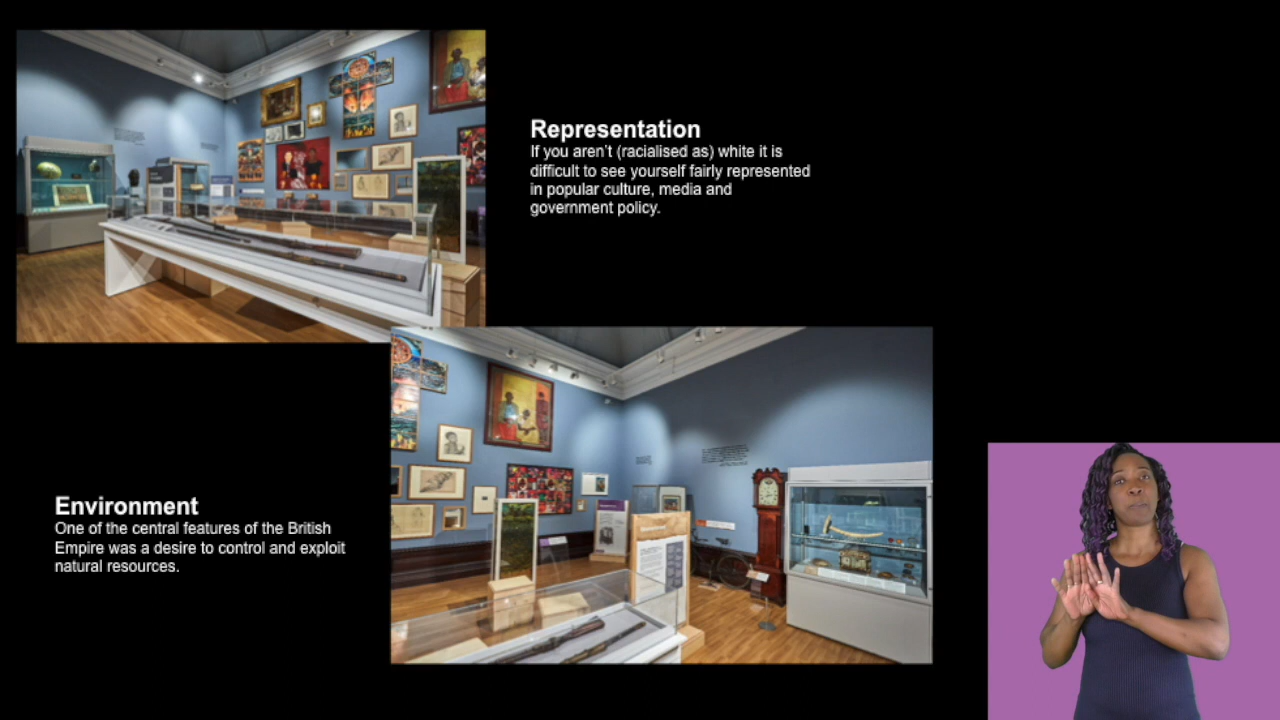 Representation
If you aren't (racialised as) white it is
difficult to see yourself fairly represented
in popular culture, media and
government policy.
Environment
One of the central features of the British
Empire was a desire to control and exploit
natural resources.